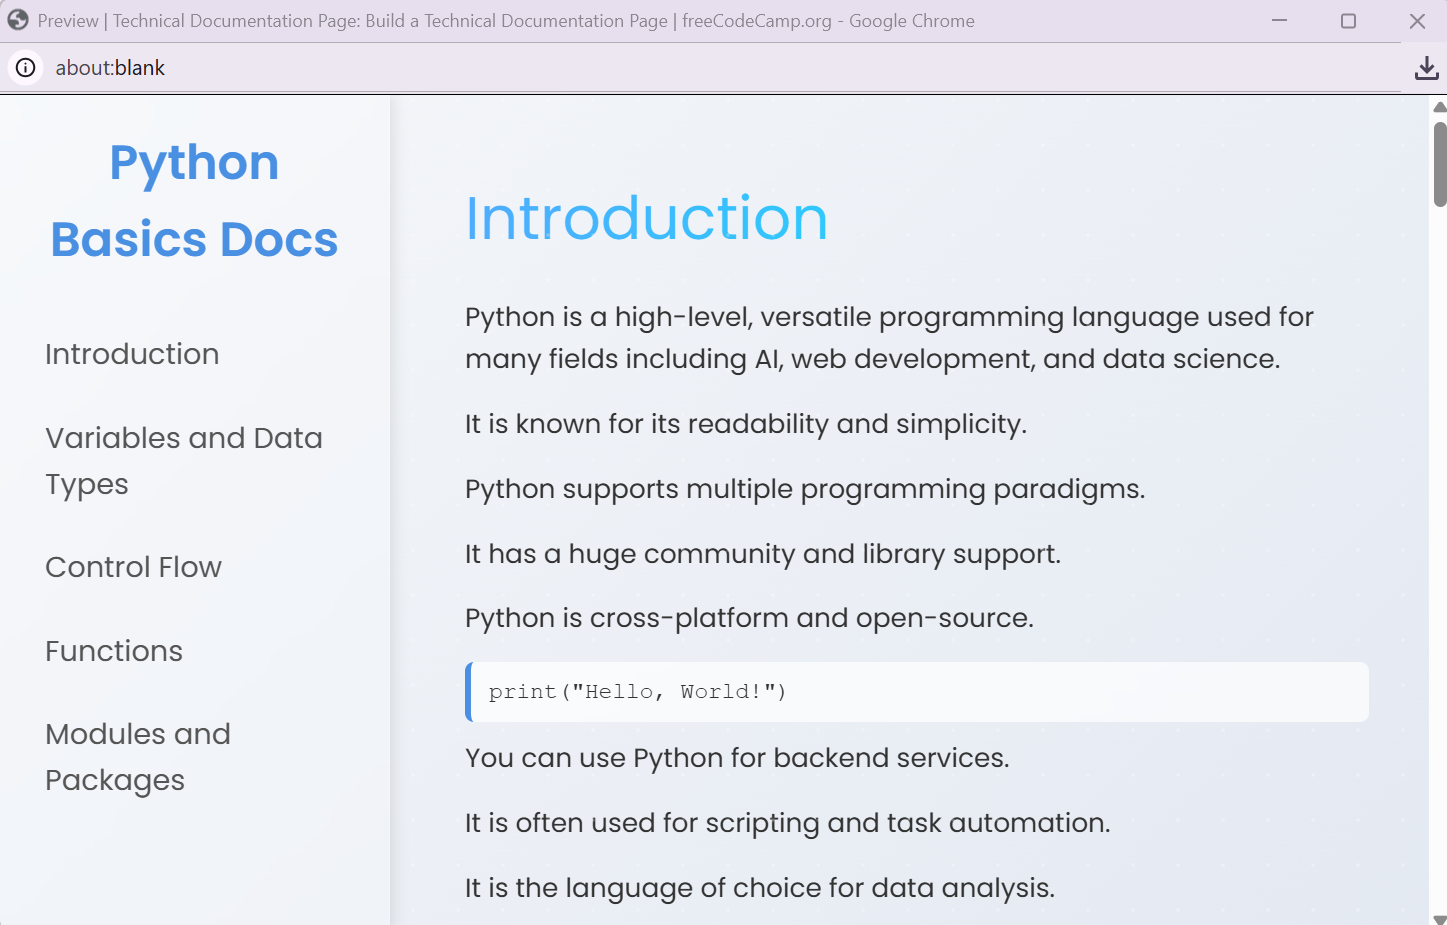 Preview | Technical Documentation Page: Build a Technical Documentation Page | freeCodeCamp.org - Google Chrome
about:blank
Python
Basics Docs
Introduction
Variables and Data
Types
Control Flow
Functions
Modules and
Packages
Introduction
Python is a high-level, versatile programming language used for
many fields including AI, web development, and data science.
It is known for its readability and simplicity.
Python supports multiple programming paradigms.
It has a huge community and library support.
Python is cross-platform and open-source.
print("Hello, World!")
You can use Python for backend services.
It is often used for scripting and task automation.
It is the language of choice for data analysis.